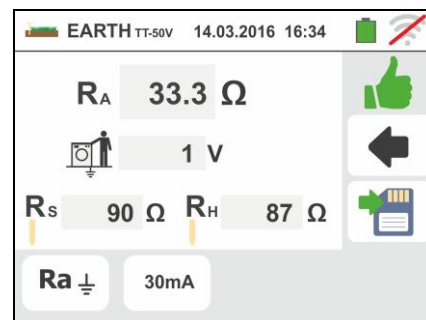 EARTH TT-50V 14.03.2016 16:34
RA 33.3 Ω
1 V
RS 90 Ω RH 87 Ω
Ra 30mA